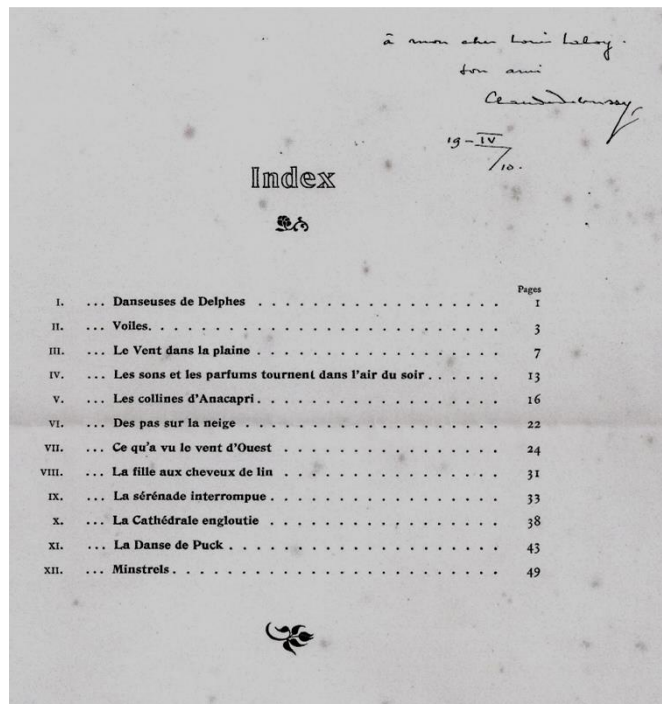 à mon cher Louis Laloy.
son ami
Claude Debussy
19 - IV / 10.
Index
Pages
I. ... Danseuses de Delphes . . . . . . . . . . . . . . . . . . 1
II. ... Voiles. . . . . . . . . . . . . . . . . . . . . . . . . 3
III. ... Le Vent dans la plaine . . . . . . . . . . . . . . . . . . 7
IV. ... Les sons et les parfums tournent dans l'air du soir . . . . . . 13
V. ... Les collines d'Anacapri . . . . . . . . . . . . . . . . . . 16
VI. ... Des pas sur la neige . . . . . . . . . . . . . . . . . . . 22
VII. ... Ce qu'a vu le vent d'Ouest . . . . . . . . . . . . . . . . 24
VIII. ... La fille aux cheveux de lin . . . . . . . . . . . . . . . . 31
IX. ... La sérénade interrompue . . . . . . . . . . . . . . . . . 33
X. ... La Cathédrale engloutie . . . . . . . . . . . . . . . . . 38
XI. ... La Danse de Puck . . . . . . . . . . . . . . . . . . . . 43
XII. ... Minstrels . . . . . . . . . . . . . . . . . . . . . . . . 49